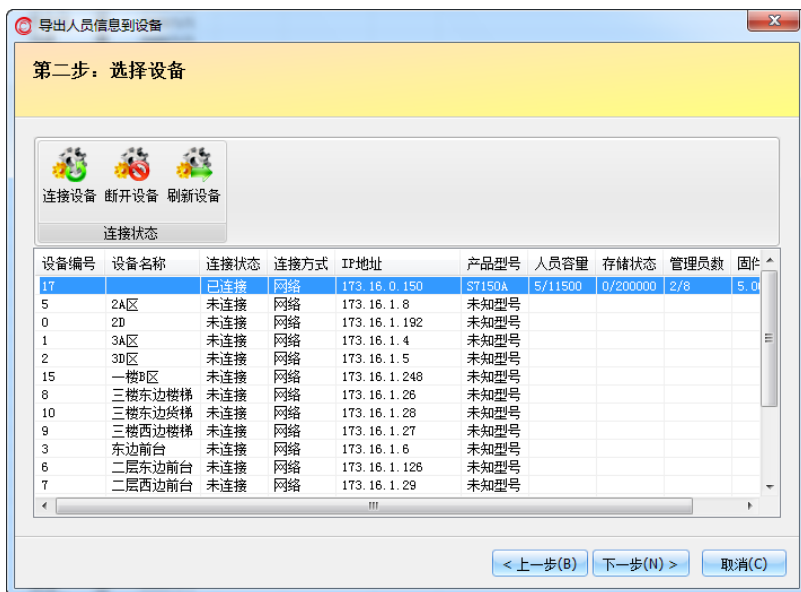 导出人员信息到设备
第二步：选择设备
连接设备 断开设备 刷新设备
连接状态
设备编号 设备名称 连接状态 连接方式 IP地址 产品型号 人员容量 存储状态 管理员数 固件
17 已连接 网络 173.16.0.150 S7150A 5/11500 0/200000 2/8 5.00
5 2A区 未连接 网络 173.16.1.8 未知型号
0 2D 未连接 网络 173.16.1.192 未知型号
1 3A区 未连接 网络 173.16.1.4 未知型号
2 3D区 未连接 网络 173.16.1.5 未知型号
15 一楼B区 未连接 网络 173.16.1.248 未知型号
8 三楼东边楼梯 未连接 网络 173.16.1.26 未知型号
10 三楼东边货梯 未连接 网络 173.16.1.28 未知型号
9 三楼西边楼梯 未连接 网络 173.16.1.27 未知型号
3 东边前台 未连接 网络 173.16.1.6 未知型号
6 二层东边前台 未连接 网络 173.16.1.126 未知型号
7 二层西边前台 未连接 网络 173.16.1.29 未知型号
< 上一步(B) 下一步(N) > 取消(C)